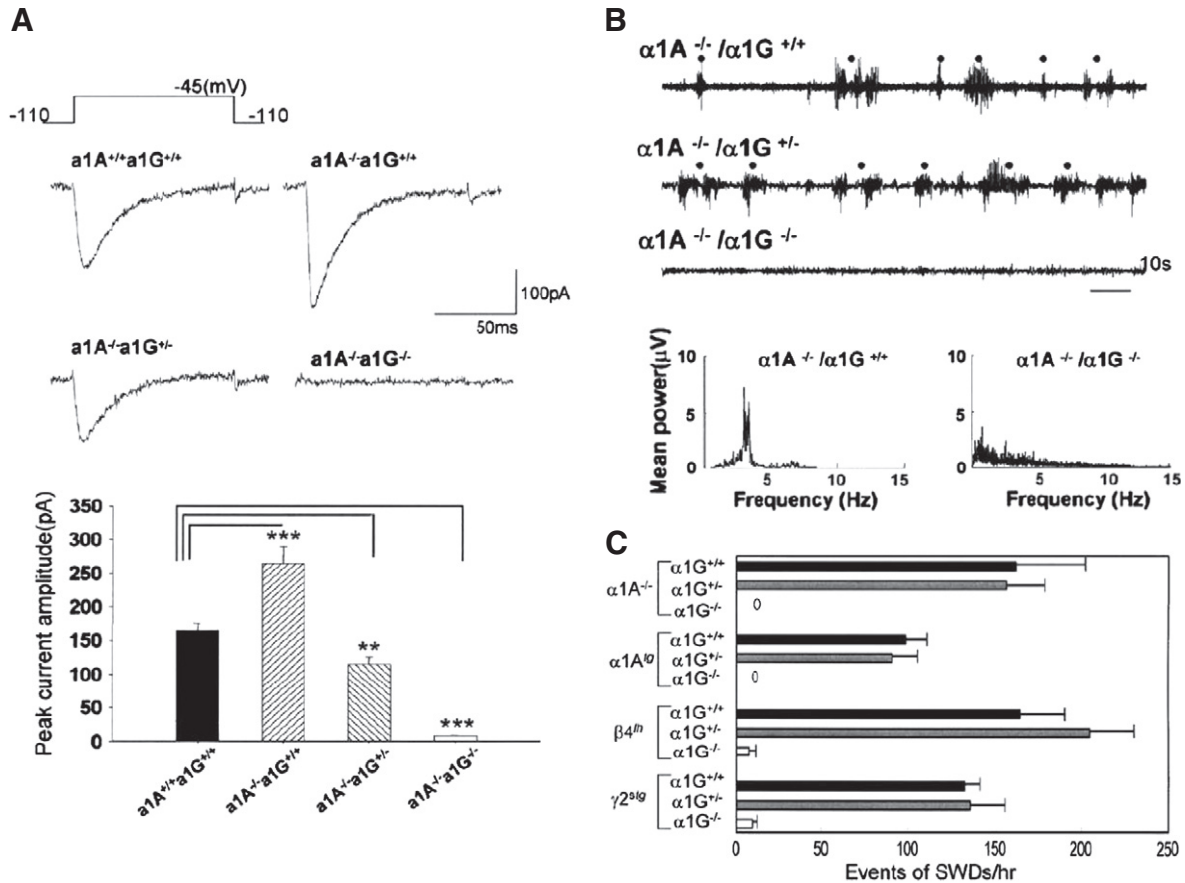 A
-45(mV)
-110
-110
a1A+/+a1G+/+
a1A-/-a1G+/+
100pA
50ms
a1A-/-a1G+/-
a1A-/-a1G-/-
Peak current amplitude(pA)
350
300
250
200
150
100
50
0
***
**
***
a1A+/+a1G+/+
a1A-/-a1G+/+
a1A-/-a1G+/-
a1A-/-a1G-/-
B
α1A -/- /α1G +/+
α1A -/- /α1G +/-
α1A -/- /α1G -/-
10s
Mean power(μV)
10
5
0
α1A -/- /α1G +/+
5
10
15
Frequency (Hz)
10
5
0
α1A -/- /α1G -/-
5
10
15
Frequency (Hz)
C
α1A-/-
α1G+/+
α1G+/-
α1G-/-
0
α1Atg
α1G+/+
α1G+/-
α1G-/-
0
β4lh
α1G+/+
α1G+/-
α1G-/-
γ2stg
α1G+/+
α1G+/-
α1G-/-
0
50
100
150
200
250
Events of SWDs/hr